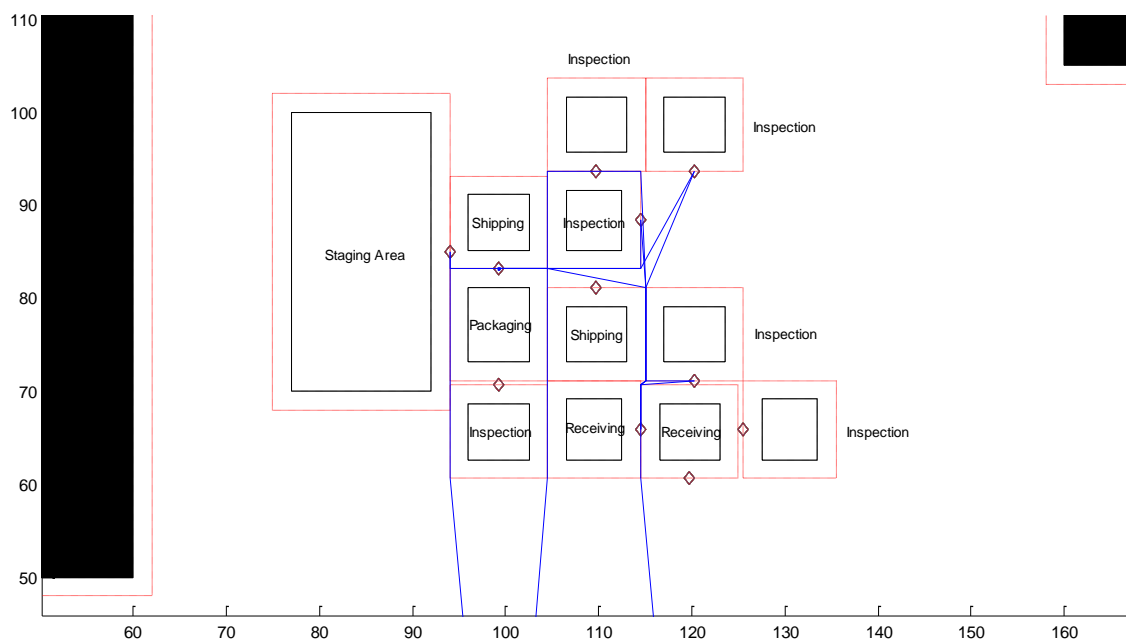 110
Inspection
100
Inspection
90
Shipping
Inspection
Staging Area
80
Packaging
Shipping
Inspection
70
Inspection
Receiving
Receiving
Inspection
60
50
60 70 80 90 100 110 120 130 140 150 160